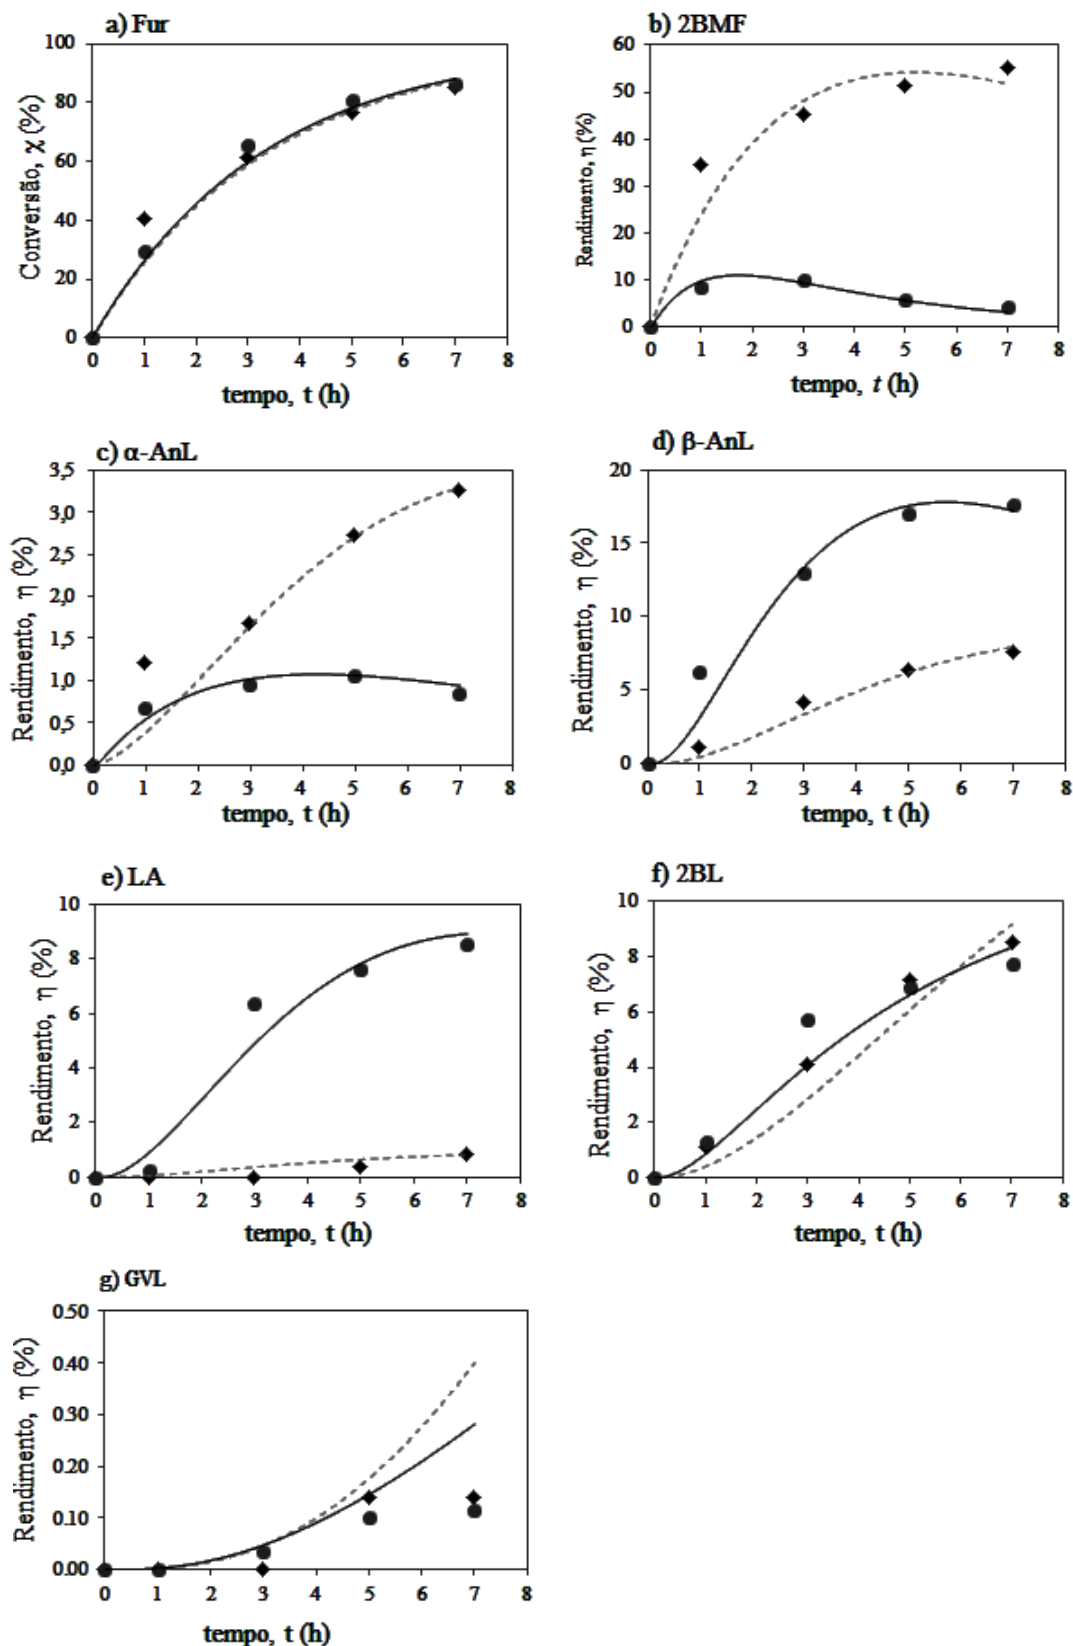 a) Fur
Conversão, χ (%)
100
80
60
40
20
0
0 1 2 3 4 5 6 7 8
tempo, t (h)
b) 2BMF
Rendimento, η (%)
60
50
40
30
20
10
0
0 1 2 3 4 5 6 7 8
tempo, t (h)
c) α-AnL
Rendimento, η (%)
3,5
3,0
2,5
2,0
1,5
1,0
0,5
0,0
0 1 2 3 4 5 6 7 8
tempo, t (h)
d) β-AnL
Rendimento, η (%)
20
15
10
5
0
0 1 2 3 4 5 6 7 8
tempo, t (h)
e) LA
Rendimento, η (%)
10
8
6
4
2
0
0 1 2 3 4 5 6 7 8
tempo, t (h)
f) 2BL
Rendimento, η (%)
10
8
6
4
2
0
0 1 2 3 4 5 6 7 8
tempo, t (h)
g) GVL
Rendimento, η (%)
0.50
0.40
0.30
0.20
0.10
0.00
0 1 2 3 4 5 6 7 8
tempo, t (h)